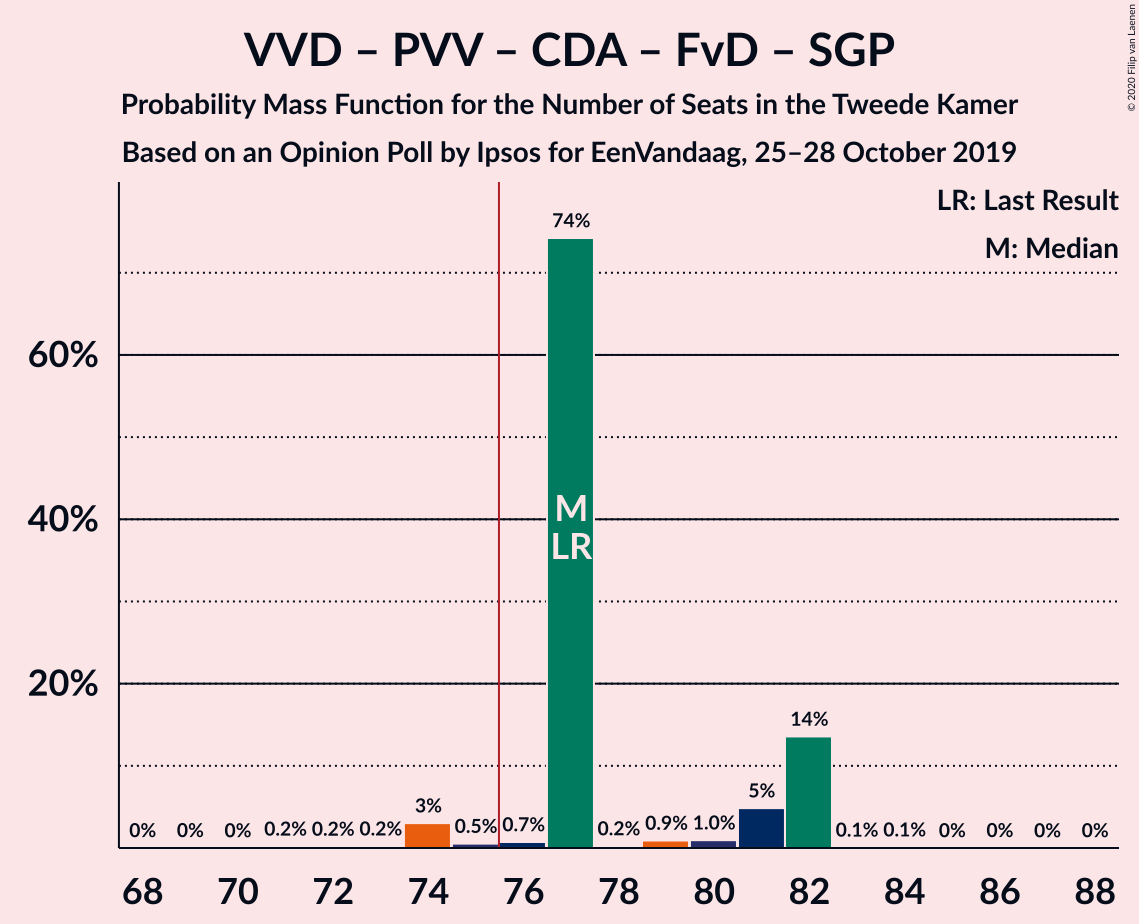 VVD – PVV – CDA – FvD – SGP
Probability Mass Function for the Number of Seats in the Tweede Kamer
Based on an Opinion Poll by Ipsos for EenVandaag, 25–28 October 2019
© 2020 Filip van Laenen
LR: Last Result
M: Median
60%
40%
20%
0% 0% 0% 0.2% 0.2% 0.2% 3% 0.5% 0.7% 74% 0.2% 0.9% 1.0% 5% 14% 0.1% 0.1% 0% 0% 0% 0%
M
LR
68 70 72 74 76 78 80 82 84 86 88